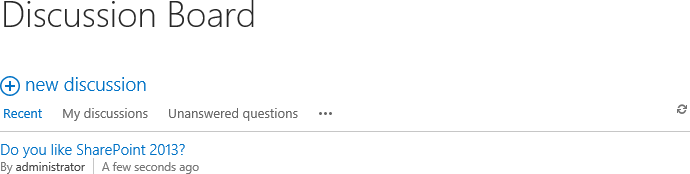 Discussion Board
new discussion
Recent My discussions Unanswered questions ...
Do you like SharePoint 2013?
By administrator | A few seconds ago